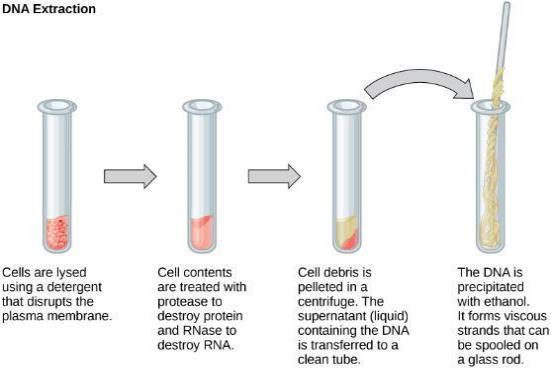 DNA Extraction
Cells are lysed
using a detergent
that disrupts the
plasma membrane.
Cell contents
are treated with
protease to
destroy protein
and RNase to
destroy RNA.
Cell debris is
pelleted in a
centrifuge. The
supernatant (liquid)
containing the DNA
is transferred to a
clean tube.
The DNA is
precipitated
with ethanol.
It forms viscous
strands that can
be spooled on
a glass rod.